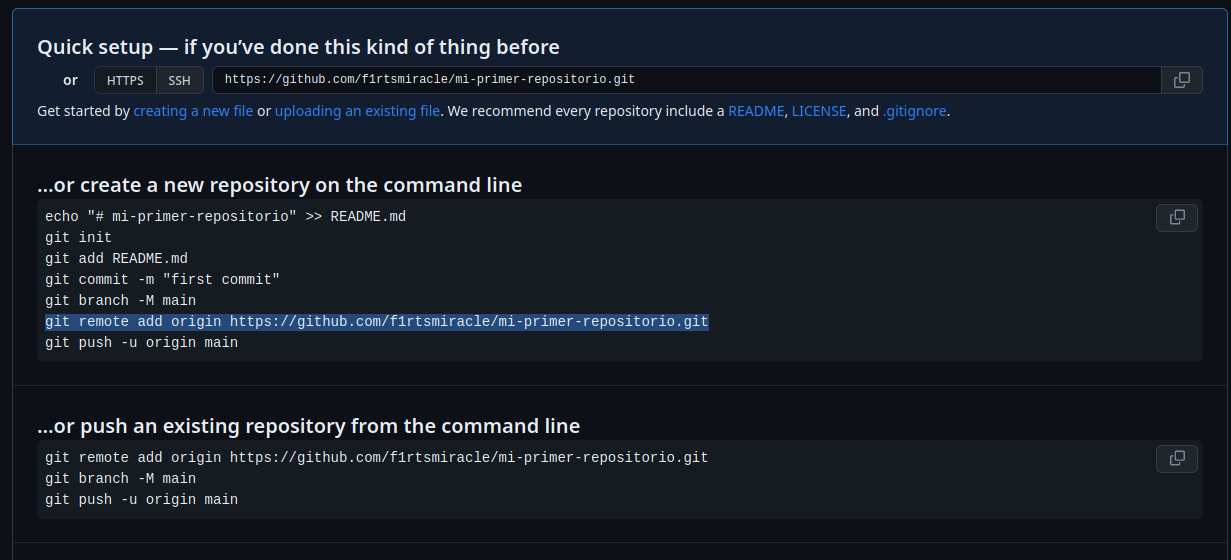 Quick setup — if you’ve done this kind of thing before
or HTTPS SSH https://github.com/f1rtsmiracle/mi-primer-repositorio.git
Get started by creating a new file or uploading an existing file. We recommend every repository include a README, LICENSE, and .gitignore.
...or create a new repository on the command line
echo "# mi-primer-repositorio" >> README.md
git init
git add README.md
git commit -m "first commit"
git branch -M main
git remote add origin https://github.com/f1rtsmiracle/mi-primer-repositorio.git
git push -u origin main
...or push an existing repository from the command line
git remote add origin https://github.com/f1rtsmiracle/mi-primer-repositorio.git
git branch -M main
git push -u origin main